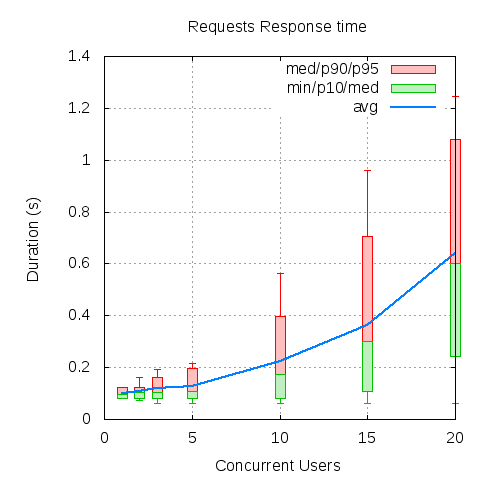 Requests Response time
1.4
med/p90/p95
min/p10/med
avg
1.2
1
0.8
0.6
0.4
0.2
0
Duration (s)
0 5 10 15 20
Concurrent Users